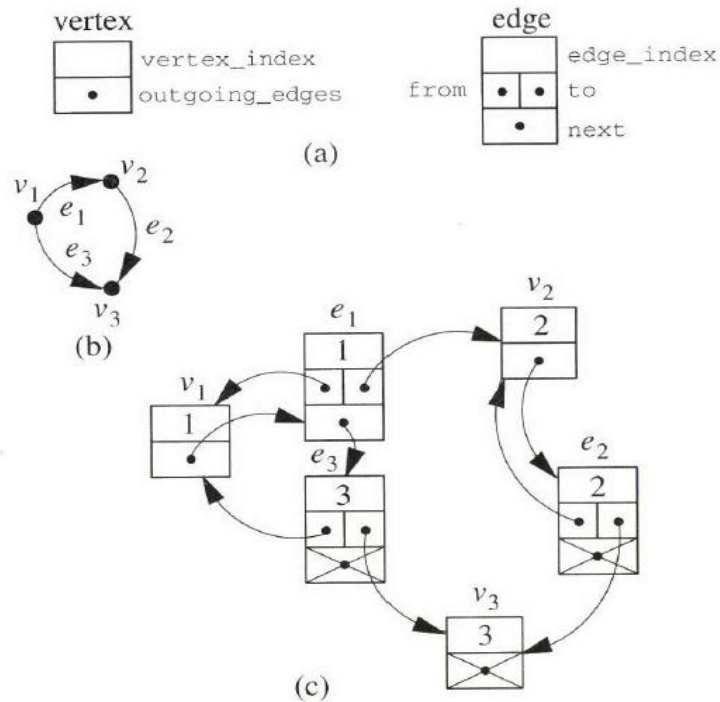 vertex
vertex_index
outgoing_edges
edge
edge_index
from
to
next
(a)
v1
v2
e1
e2
e3
v3
(b)
v2
2
e1
1
v1
1
e3
3
e2
2
v3
3
(c)